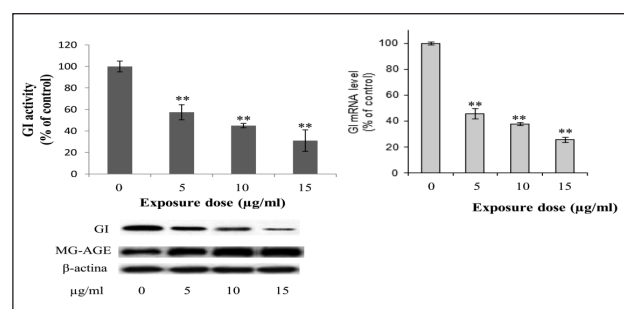 120
100
80
60
40
20
0
GI activity
(% of control)
**
**
**
0 5 10 15
Exposure dose (µg/ml)
100
80
60
40
20
0
GI mRNA level
(% of control)
**
**
**
0 5 10 15
Exposure dose (µg/ml)
GI
MG-AGE
β-actina
µg/ml 0 5 10 15